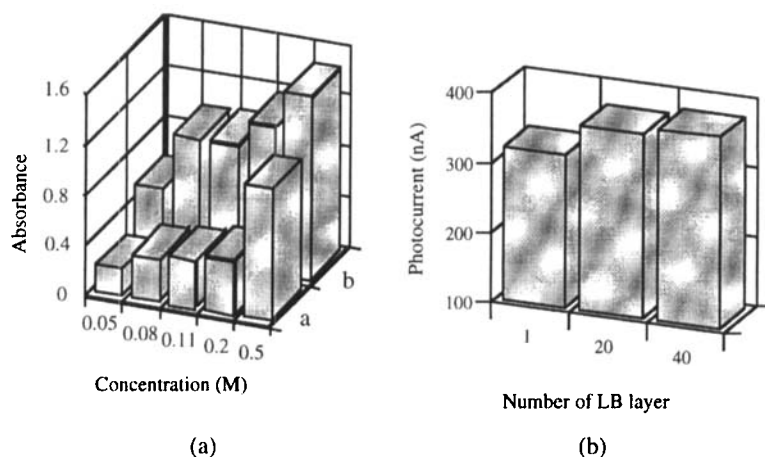 1.6
1.2
0.8
0.4
0
Absorbance
0.05
0.08
0.11
0.2
0.5
a
b
Concentration (M)
(a)
400
300
200
100
Photocurrent (nA)
1
20
40
Number of LB layer
(b)